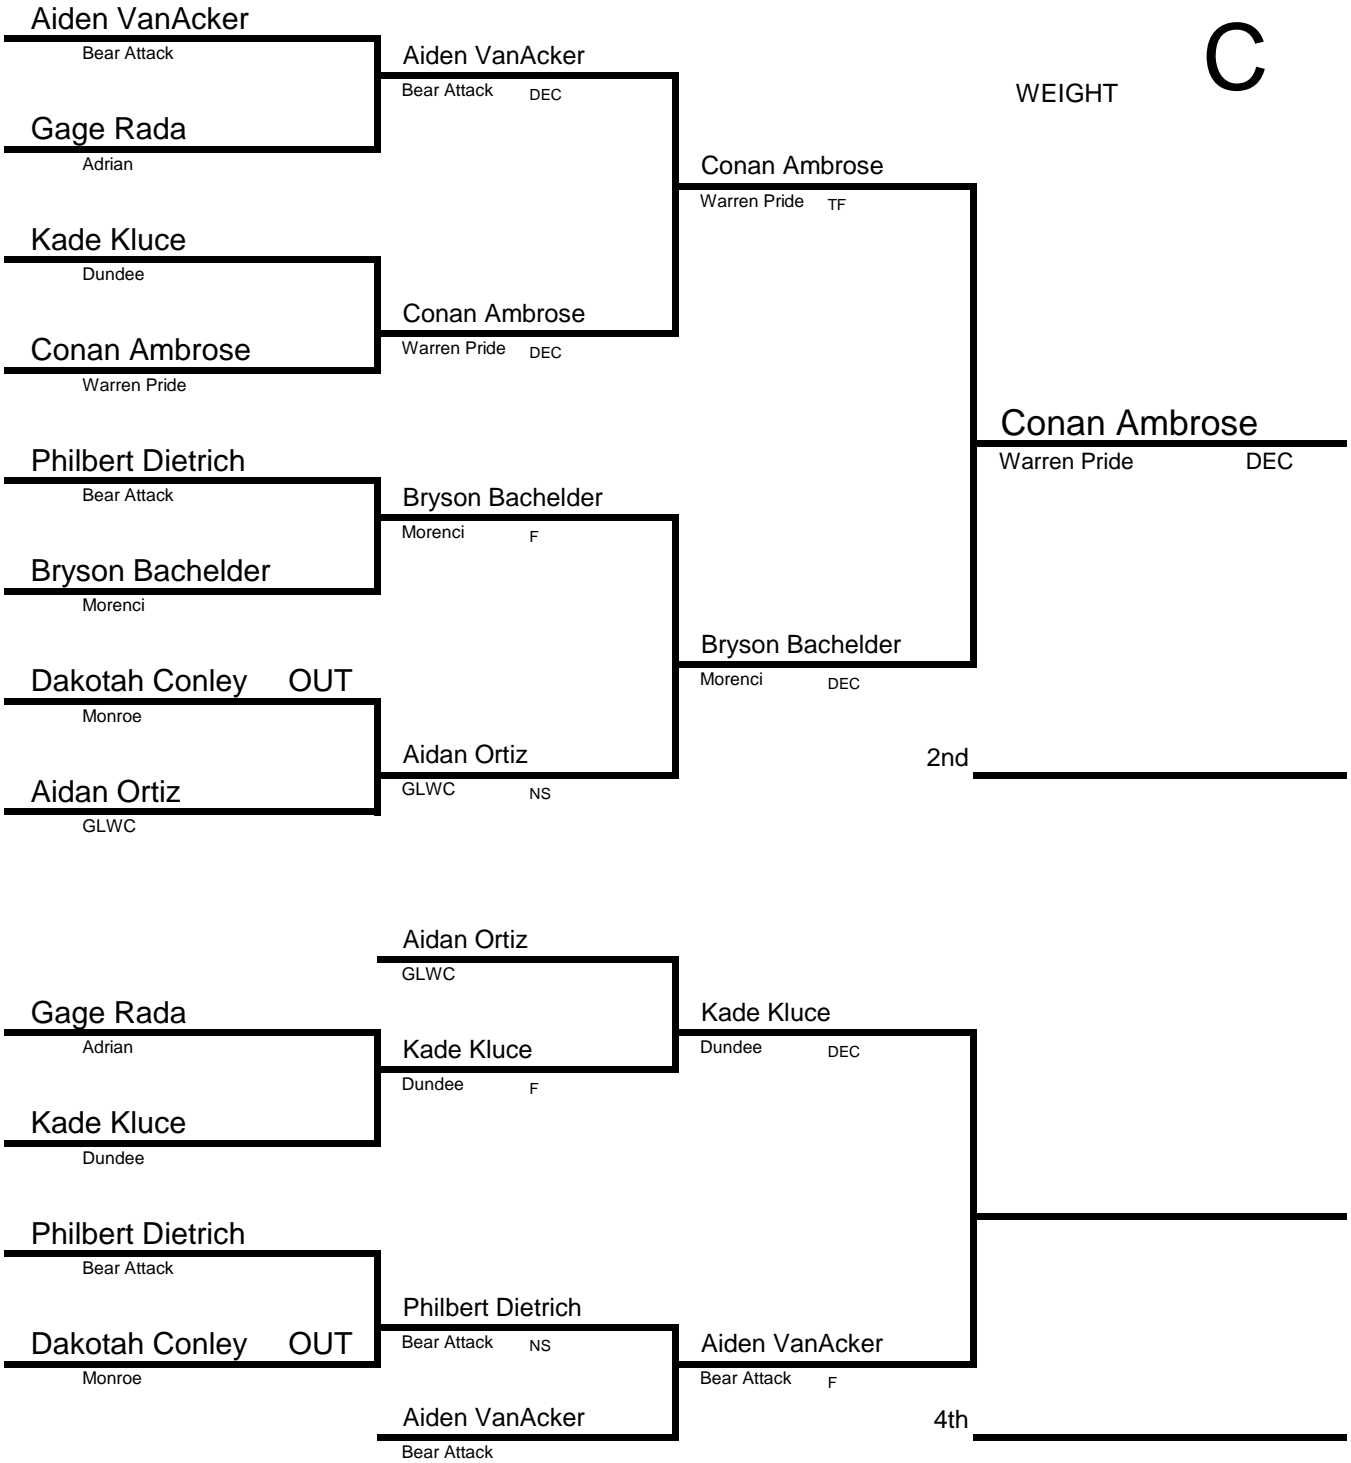 Aiden VanAcker
Bear Attack
Aiden VanAcker
Bear Attack DEC
C
WEIGHT
Gage Rada
Adrian
Conan Ambrose
Warren Pride TF
Kade Kluce
Dundee
Conan Ambrose
Warren Pride DEC
Conan Ambrose
Warren Pride
Conan Ambrose
Warren Pride DEC
Philbert Dietrich
Bear Attack
Bryson Bachelder
Morenci F
Bryson Bachelder
Morenci
Bryson Bachelder
Morenci DEC
Dakotah Conley OUT
Monroe
Aidan Ortiz
GLWC NS
2nd
Aidan Ortiz
GLWC
Aidan Ortiz
GLWC
Gage Rada
Adrian
Kade Kluce
Dundee DEC
Kade Kluce
Dundee F
Kade Kluce
Dundee
Philbert Dietrich
Bear Attack
Philbert Dietrich
Bear Attack NS
Dakotah Conley OUT
Monroe
Aiden VanAcker
Bear Attack F
Aiden VanAcker
Bear Attack
4th